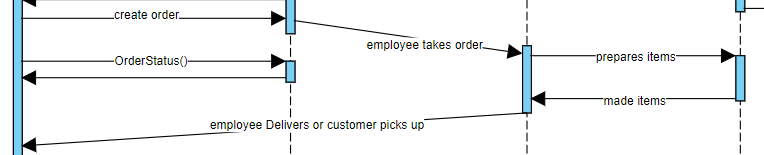 create order
employee takes order
OrderStatus()
prepares items
made items
employee Delivers or customer picks up